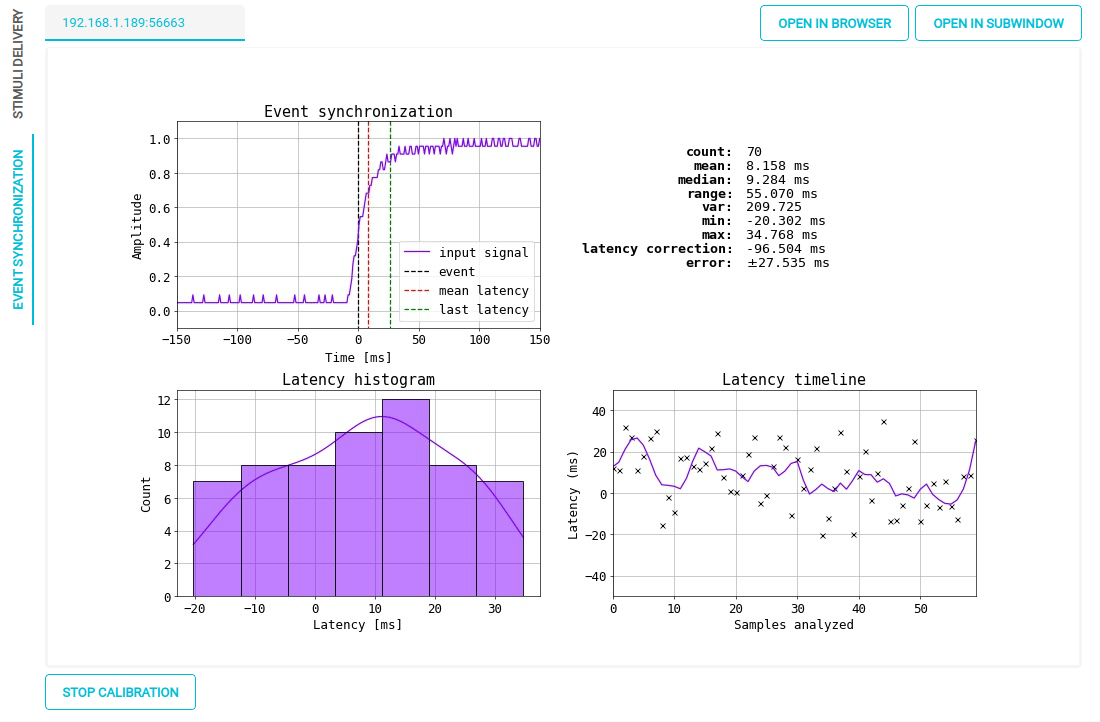 STIMULI DELIVERY
EVENT SYNCHRONIZATION
192.168.1.189:56663
OPEN IN BROWSER
OPEN IN SUBWINDOW
Event synchronization
Amplitude
1.0
0.8
0.6
0.4
0.2
0.0
input signal
event
mean latency
last latency
−150 −100 −50 0 50 100 150
Time [ms]
count: 70
mean: 8.158 ms
median: 9.284 ms
range: 55.070 ms
var: 209.725
min: -20.302 ms
max: 34.768 ms
latency correction: -96.504 ms
error: ±27.535 ms
Latency histogram
Count
12
10
8
6
4
2
0
−20 −10 0 10 20 30
Latency [ms]
Latency timeline
Latency (ms)
40
20
0
−20
−40
0 10 20 30 40 50
Samples analyzed
STOP CALIBRATION